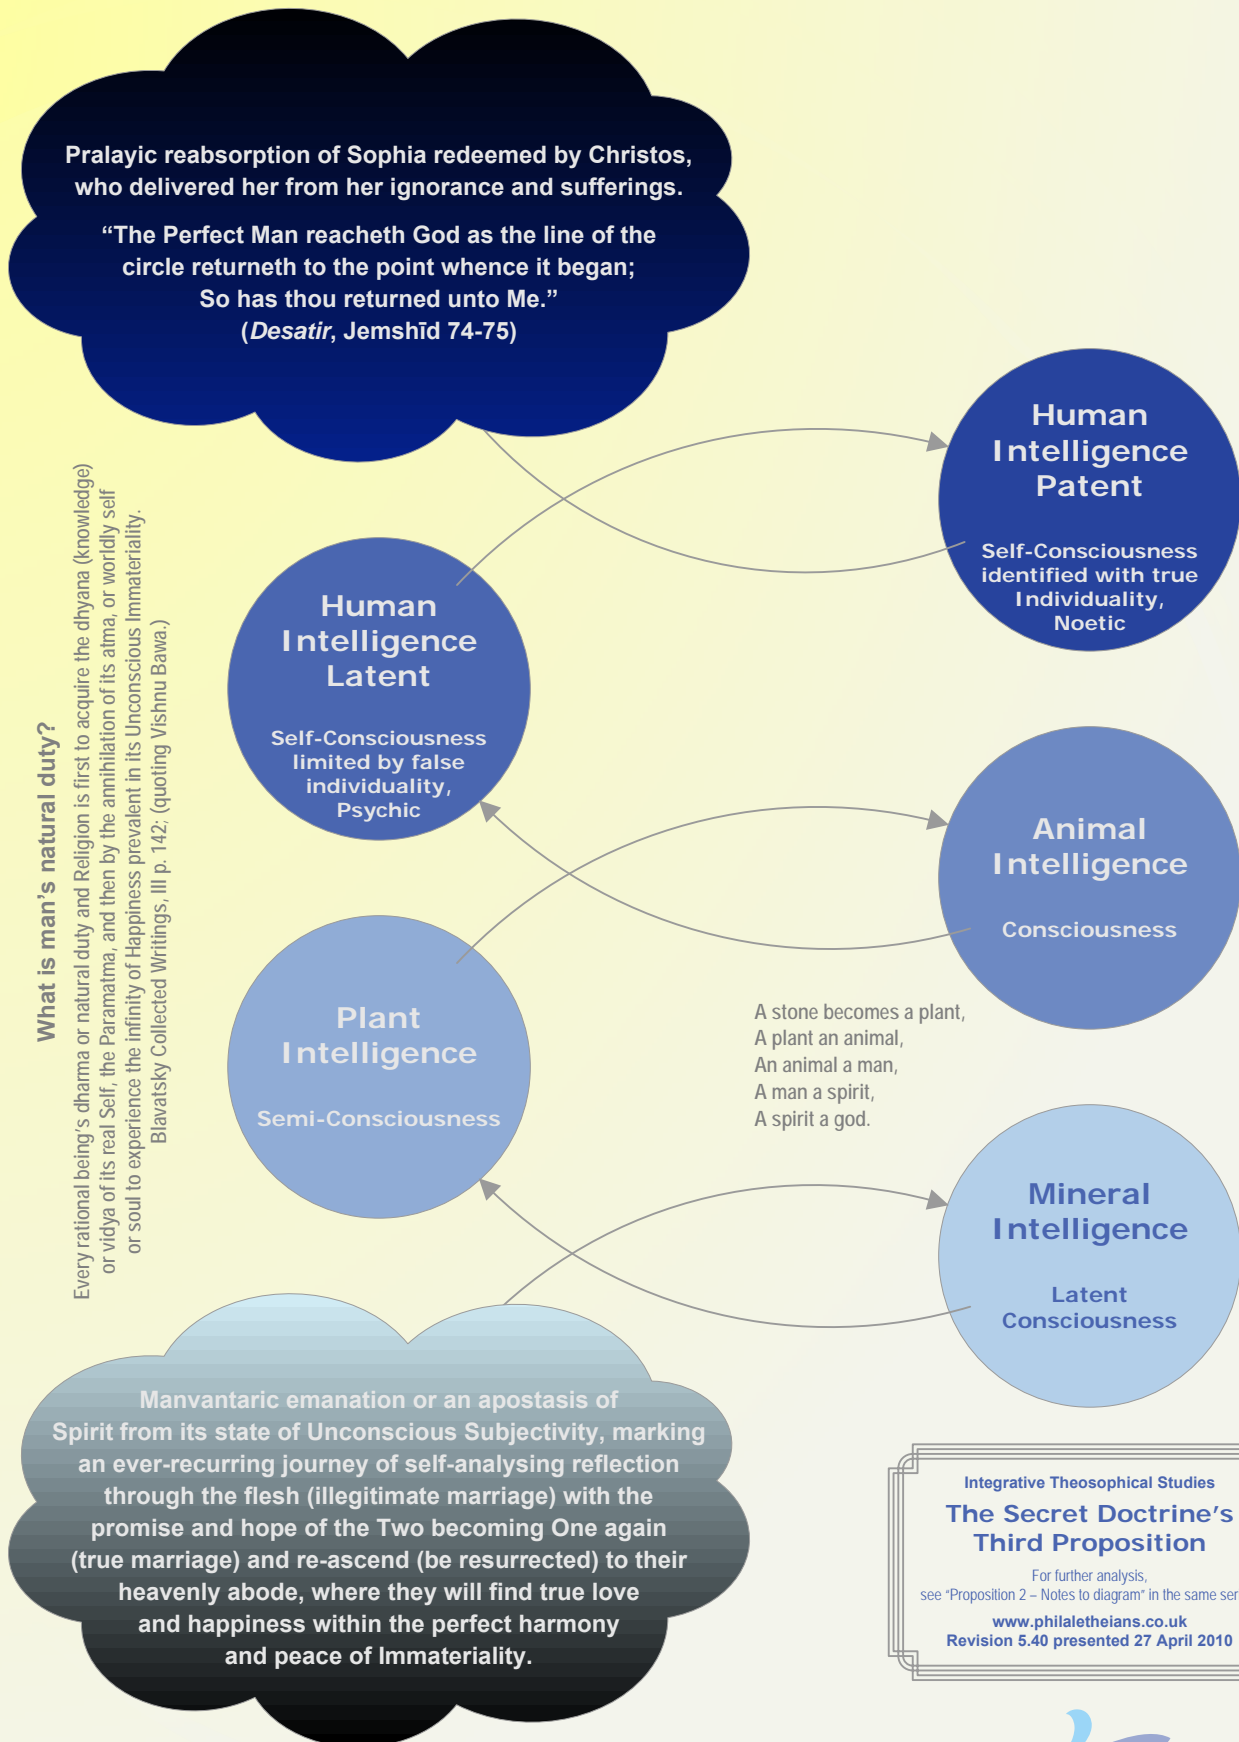 Pralayic reabsorption of Sophia redeemed by Christos,
who delivered her from her ignorance and sufferings.
“The Perfect Man reacheth God as the line of the
circle returneth to the point whence it began;
So has thou returned unto Me.”
(Desatir, Jemshīd 74-75)
Human
Intelligence
Patent
Self-Consciousness
identified with true
Individuality,
Noetic
Human
Intelligence
Latent
Self-Consciousness
limited by false
individuality,
Psychic
What is man’s natural duty?
Every rational being’s dharma or natural duty and Religion is first to acquire the dhyana (knowledge)
or vidya of its real Self, the Paramatma, and then by the annihilation of its atma, or worldly self
or soul to experience the infinity of Happiness prevalent in its Unconscious Immateriality.
Blavatsky Collected Writings, III p. 142; (quoting Vishnu Bawa.)
Animal
Intelligence
Consciousness
Plant
Intelligence
Semi-Consciousness
A stone becomes a plant,
A plant an animal,
An animal a man,
A man a spirit,
A spirit a god.
Mineral
Intelligence
Latent
Consciousness
Manvantaric emanation or an apostasis of
Spirit from its state of Unconscious Subjectivity, marking
an ever-recurring journey of self-analysing reflection
through the flesh (illegitimate marriage) with the
promise and hope of the Two becoming One again
(true marriage) and re-ascend (be resurrected) to their
heavenly abode, where they will find true love
and happiness within the perfect harmony
and peace of Immateriality.
Integrative Theosophical Studies
The Secret Doctrine’s
Third Proposition
For further analysis,
see “Proposition 2 – Notes to diagram” in the same ser
www.philaletheians.co.uk
Revision 5.40 presented 27 April 2010